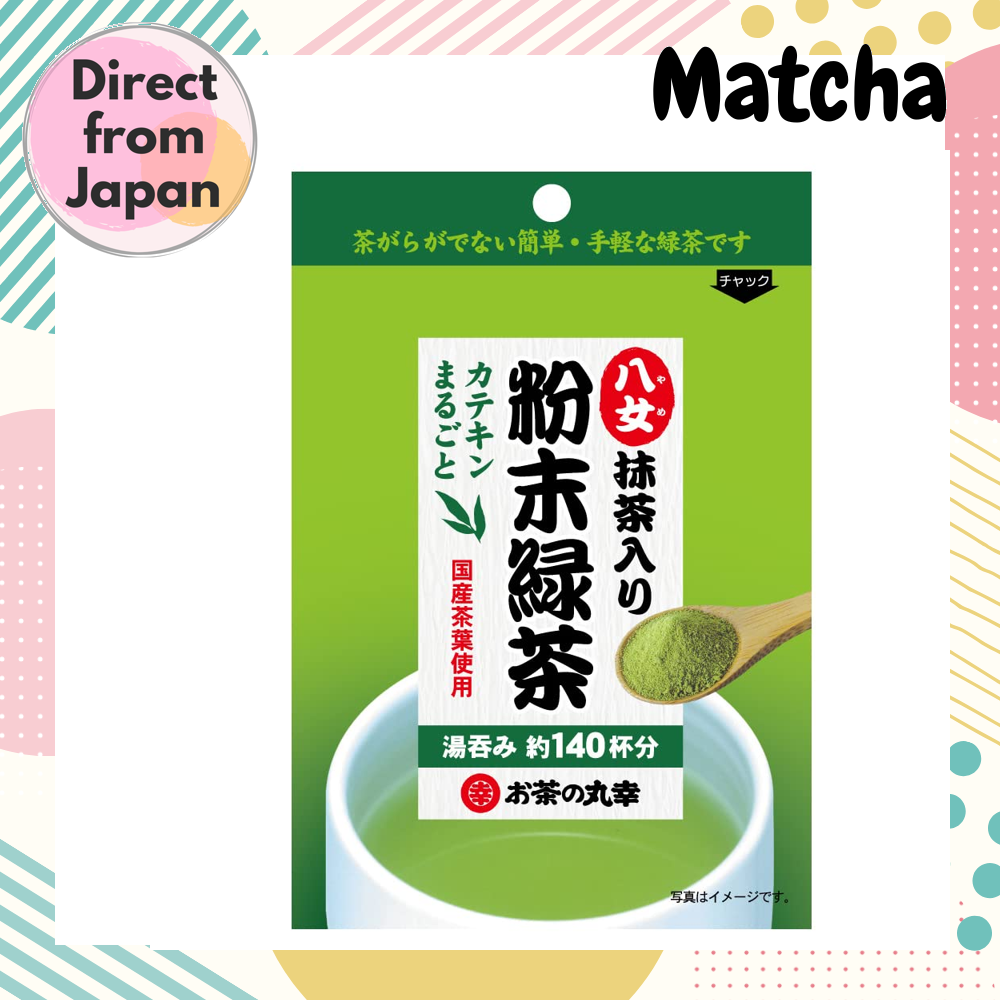 Direct
from
Japan
Matcha
茶がらがでない簡単・手軽な緑茶です
チャック
八女
やめ
抹茶入り
粉末緑茶
カテキン
まるごと
国産茶葉使用
湯呑み 約140杯分
幸 お茶の丸幸
写真はイメージです。